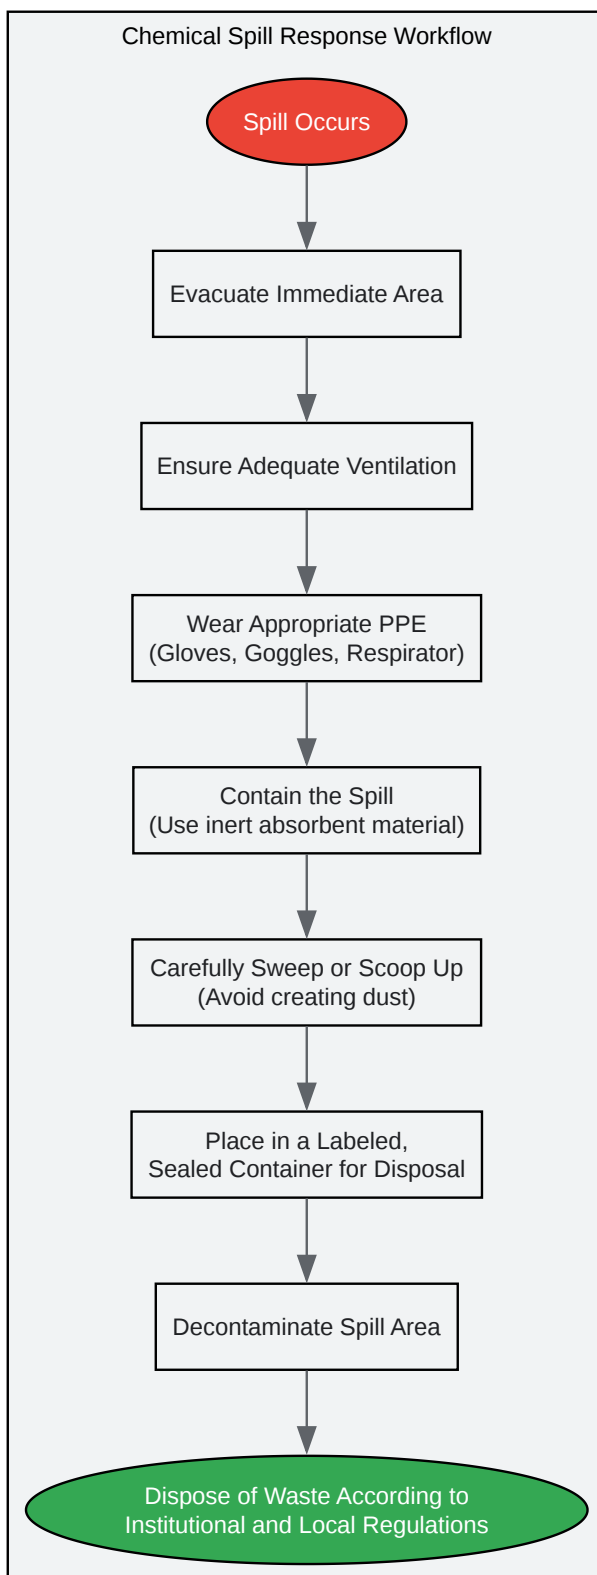 Chemical Spill Response Workflow
Spill Occurs
Evacuate Immediate Area
Ensure Adequate Ventilation
Wear Appropriate PPE
(Gloves, Goggles, Respirator)
Contain the Spill
(Use inert absorbent material)
Carefully Sweep or Scoop Up
(Avoid creating dust)
Place in a Labeled,
Sealed Container for Disposal
Decontaminate Spill Area
Dispose of Waste According to
Institutional and Local Regulations